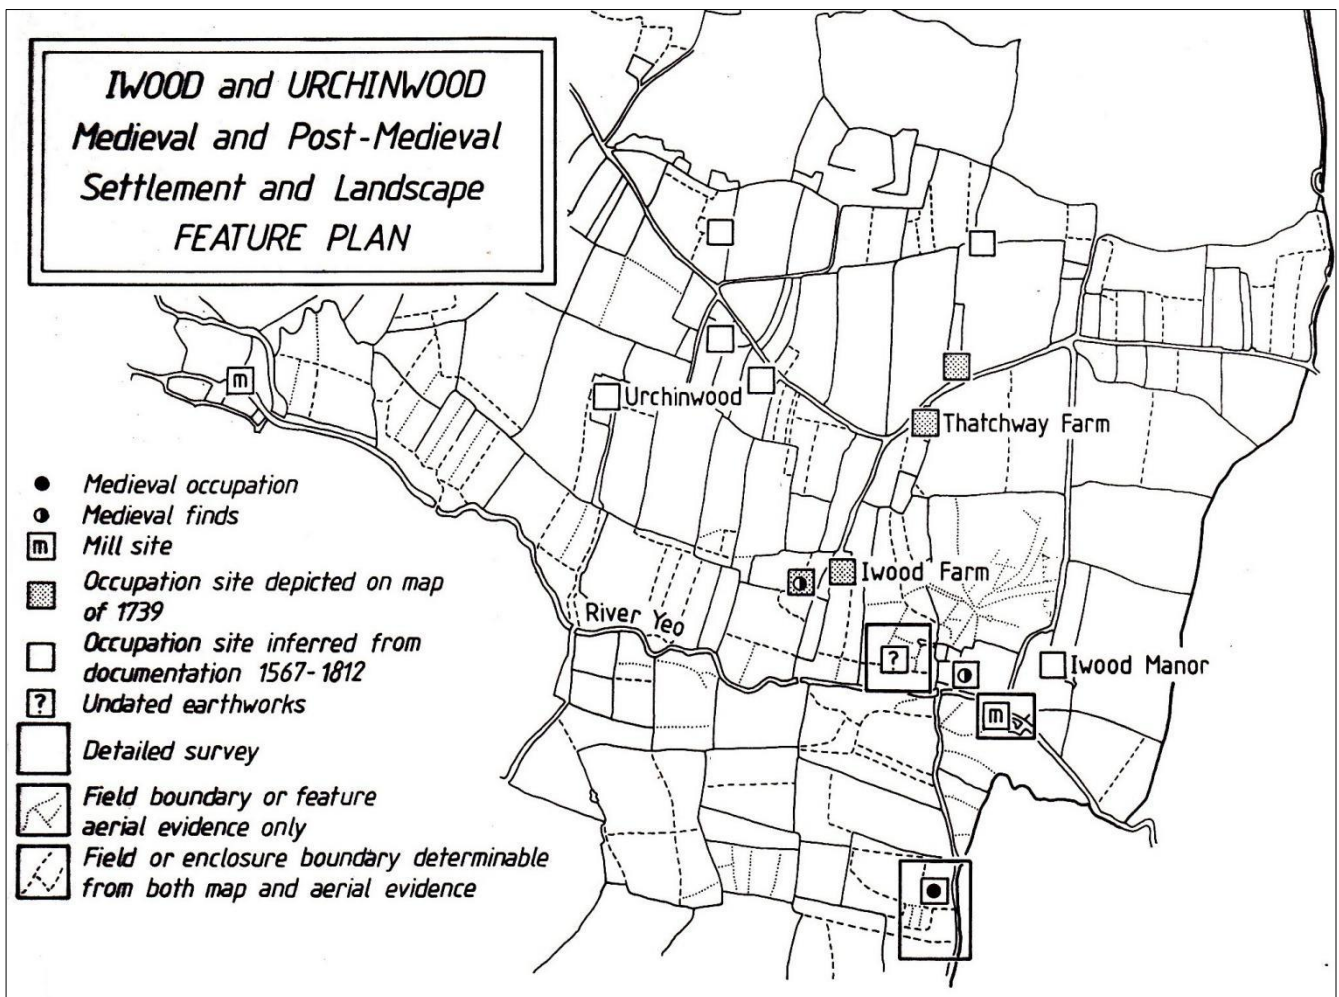 IWOOD and URCHINWOOD
Medieval and Post-Medieval
Settlement and Landscape
FEATURE PLAN
m
Urchinwood
Thatchway Farm
Medieval occupation
Medieval finds
m Mill site
Occupation site depicted on map
of 1739
Occupation site inferred from
documentation 1567-1812
? Undated earthworks
Detailed survey
Field boundary or feature
aerial evidence only
Field or enclosure boundary determinable
from both map and aerial evidence
Iwood Farm
River Yeo
?
Iwood Manor
m